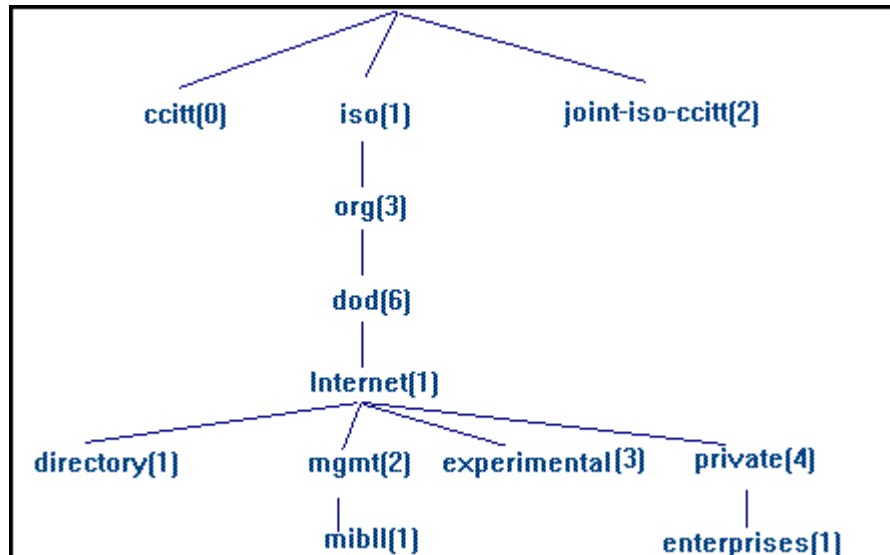 ccitt(0) iso(1) joint-iso-ccitt(2)
org(3)
dod(6)
Internet(1)
directory(1) mgmt(2) experimental(3) private(4)
mibII(1) enterprises(1)